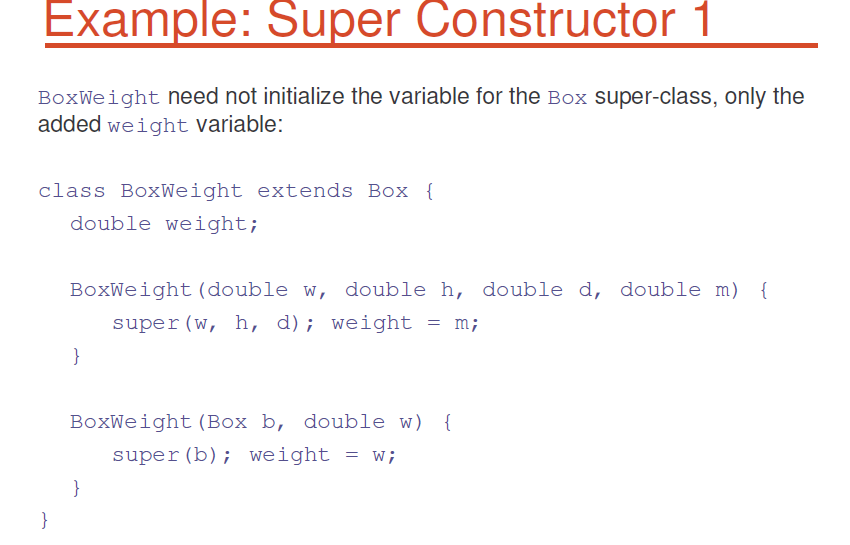 Example: Super Constructor 1
BoxWeight need not initialize the variable for the Box super-class, only the
added weight variable:
class BoxWeight extends Box {
double weight;
BoxWeight(double w, double h, double d, double m) {
super(w, h, d); weight = m;
}
BoxWeight(Box b, double w) {
super(b); weight = w;
}
}